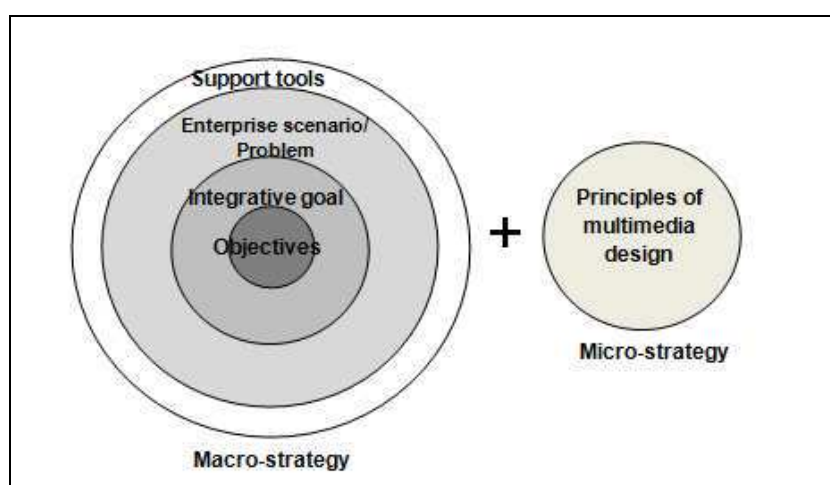 Support tools
Enterprise scenario/
Problem
Integrative goal
Objectives
Macro-strategy
+
Principles of
multimedia
design
Micro-strategy